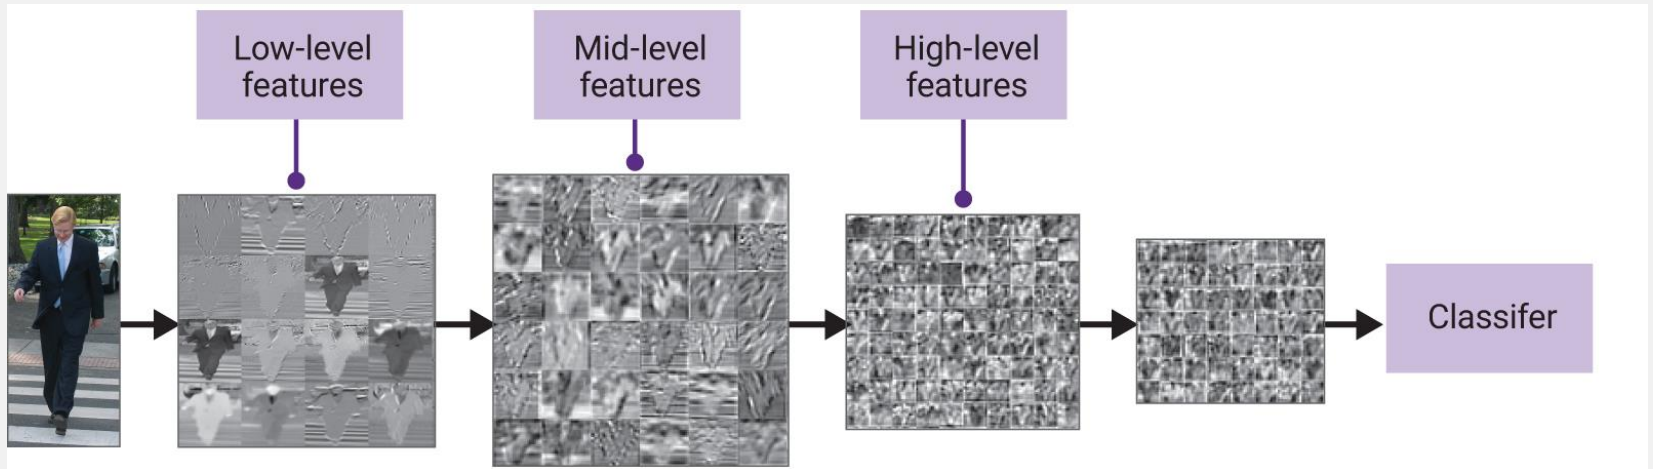 Low-level
features
Mid-level
features
High-level
features
Classifer